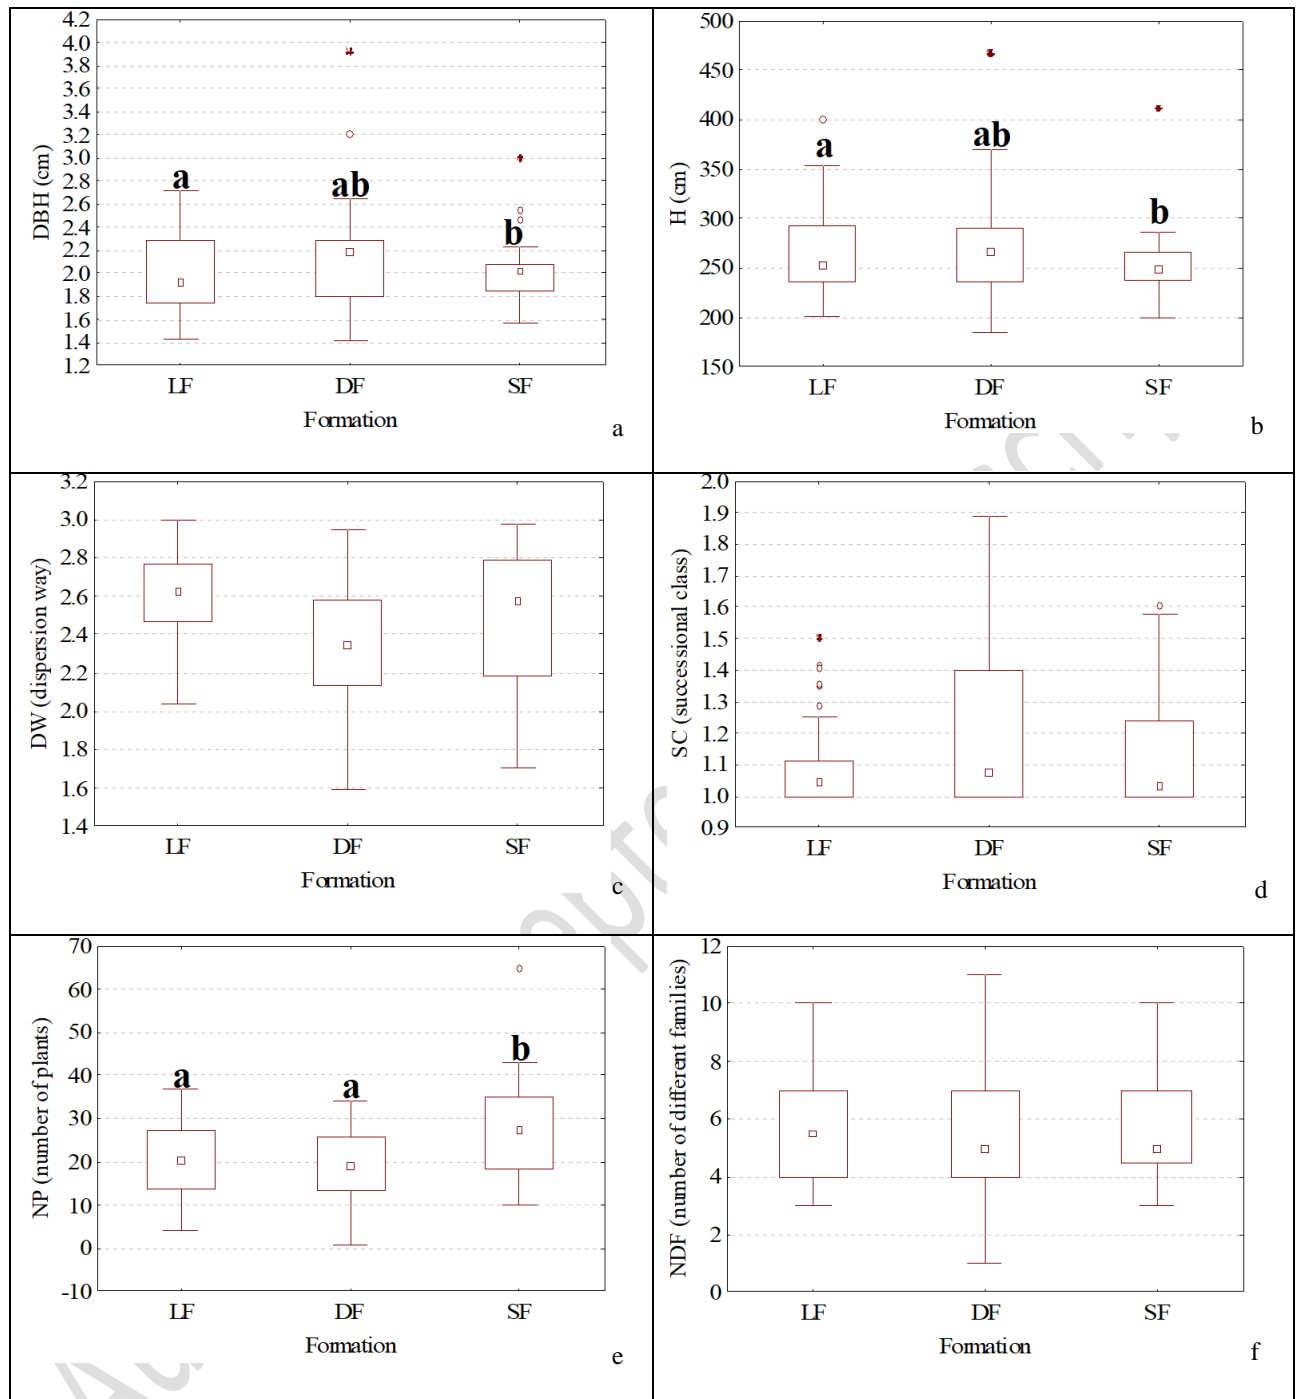 DBH (cm)
4.2
4.0
3.8
3.6
3.4
3.2
3.0
2.8
2.6
2.4
2.2
2.0
1.8
1.6
1.4
1.2
a
ab
b
LF DF SF
Formation
a
H (cm)
500
450
400
350
300
250
200
150
a
ab
b
LF DF SF
Formation
b
DW (dispersion way)
3.2
3.0
2.8
2.6
2.4
2.2
2.0
1.8
1.6
1.4
LF DF SF
Formation
c
SC (successional class)
2.0
1.9
1.8
1.7
1.6
1.5
1.4
1.3
1.2
1.1
1.0
0.9
LF DF SF
Formation
d
NP (number of plants)
70
60
50
40
30
20
10
0
-10
a
a
b
LF DF SF
Formation
e
NDF (number of different families)
12
10
8
6
4
2
0
LF DF SF
Formation
f